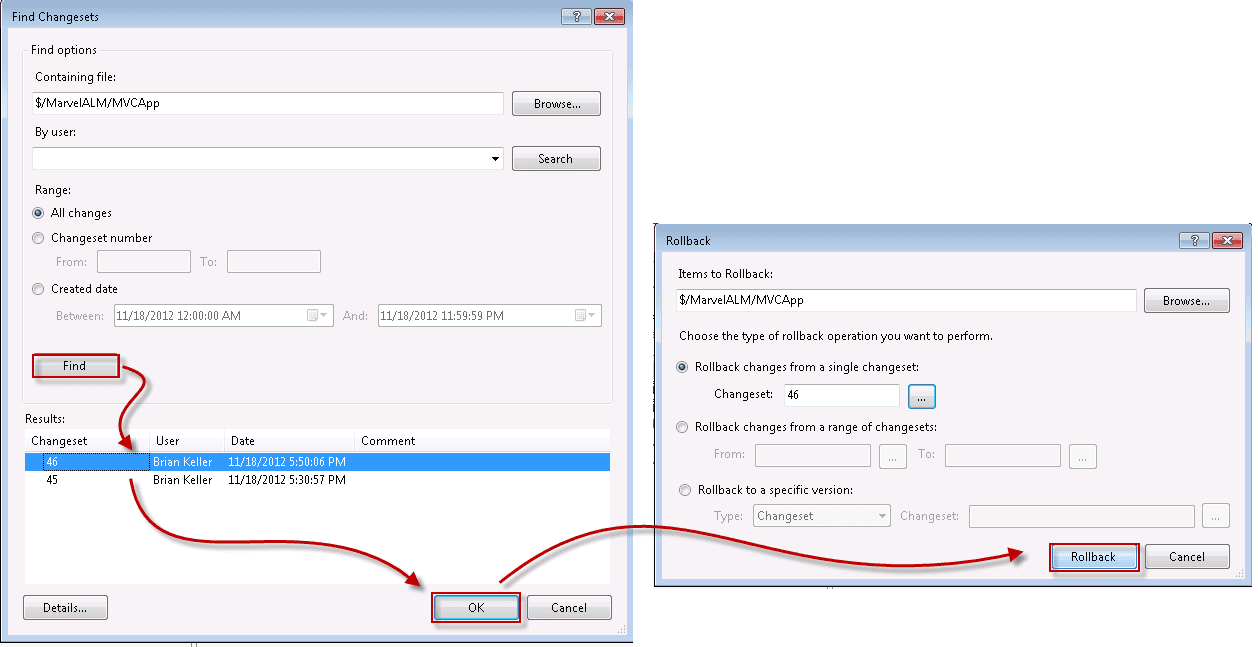 Find Changesets
?
Find options
Containing file:
$/MarvelALM/MVCApp
Browse...
By user:
Search
Range:
All changes
Changeset number
From: To:
Created date
Between: 11/18/2012 12:00:00 AM And: 11/18/2012 11:59:59 PM
Find
Results:
Changeset User Date Comment
46 Brian Keller 11/18/2012 5:50:06 PM
45 Brian Keller 11/18/2012 5:30:57 PM
Details... OK Cancel
Rollback
?
Items to Rollback:
$/MarvelALM/MVCApp Browse...
Choose the type of rollback operation you want to perform.
Rollback changes from a single changeset:
Changeset: 46 ...
Rollback changes from a range of changesets:
From: ... To: ...
Rollback to a specific version:
Type: Changeset Changeset: ...
Rollback Cancel